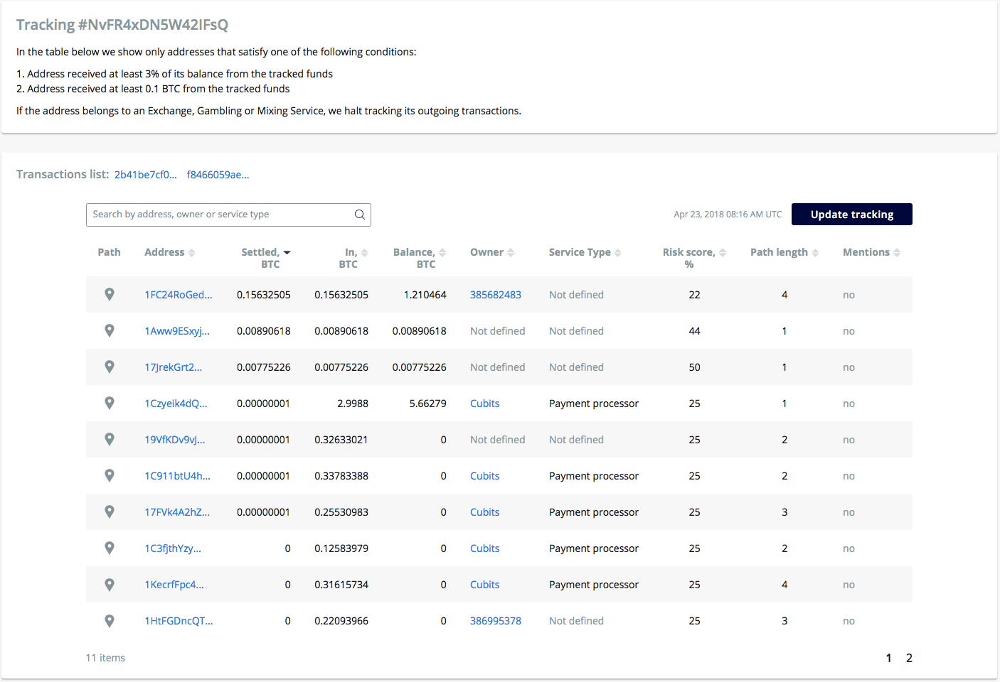 Tracking #NvFR4xDN5W42IFsQ
In the table below we show only addresses that satisfy one of the following conditions:
1. Address received at least 3% of its balance from the tracked funds
2. Address received at least 0.1 BTC from the tracked funds
If the address belongs to an Exchange, Gambling or Mixing Service, we halt tracking its outgoing transactions.
Transactions list: 2b41be7cf0... f8466059ae...
Search by address, owner or service type
Apr 23, 2018 08:16 AM UTC Update tracking
Path Address Settled, BTC In, BTC Balance, BTC Owner Service Type Risk score, % Path length Mentions
1FC24RoGed... 0.15632505 0.15632505 1.210464 385682483 Not defined 22 4 no
1Aww9ESxyj... 0.00890618 0.00890618 0.00890618 Not defined Not defined 44 1 no
17JrekGrt2... 0.00775226 0.00775226 0.00775226 Not defined Not defined 50 1 no
1Czyeik4dQ... 0.00000001 2.9988 5.66279 Cubits Payment processor 25 1 no
19VfKDv9vJ... 0.00000001 0.32633021 0 Not defined Not defined 25 2 no
1C911btU4h... 0.00000001 0.33783388 0 Cubits Payment processor 25 2 no
17FVk4A2hZ... 0.00000001 0.25530983 0 Cubits Payment processor 25 3 no
1C3fjthYzy... 0 0.12583979 0 Cubits Payment processor 25 2 no
1KecrfFpc4... 0 0.31615734 0 Cubits Payment processor 25 4 no
1HtFGDncQT... 0 0.22093966 0 386995378 Not defined 25 3 no
11 items 1 2